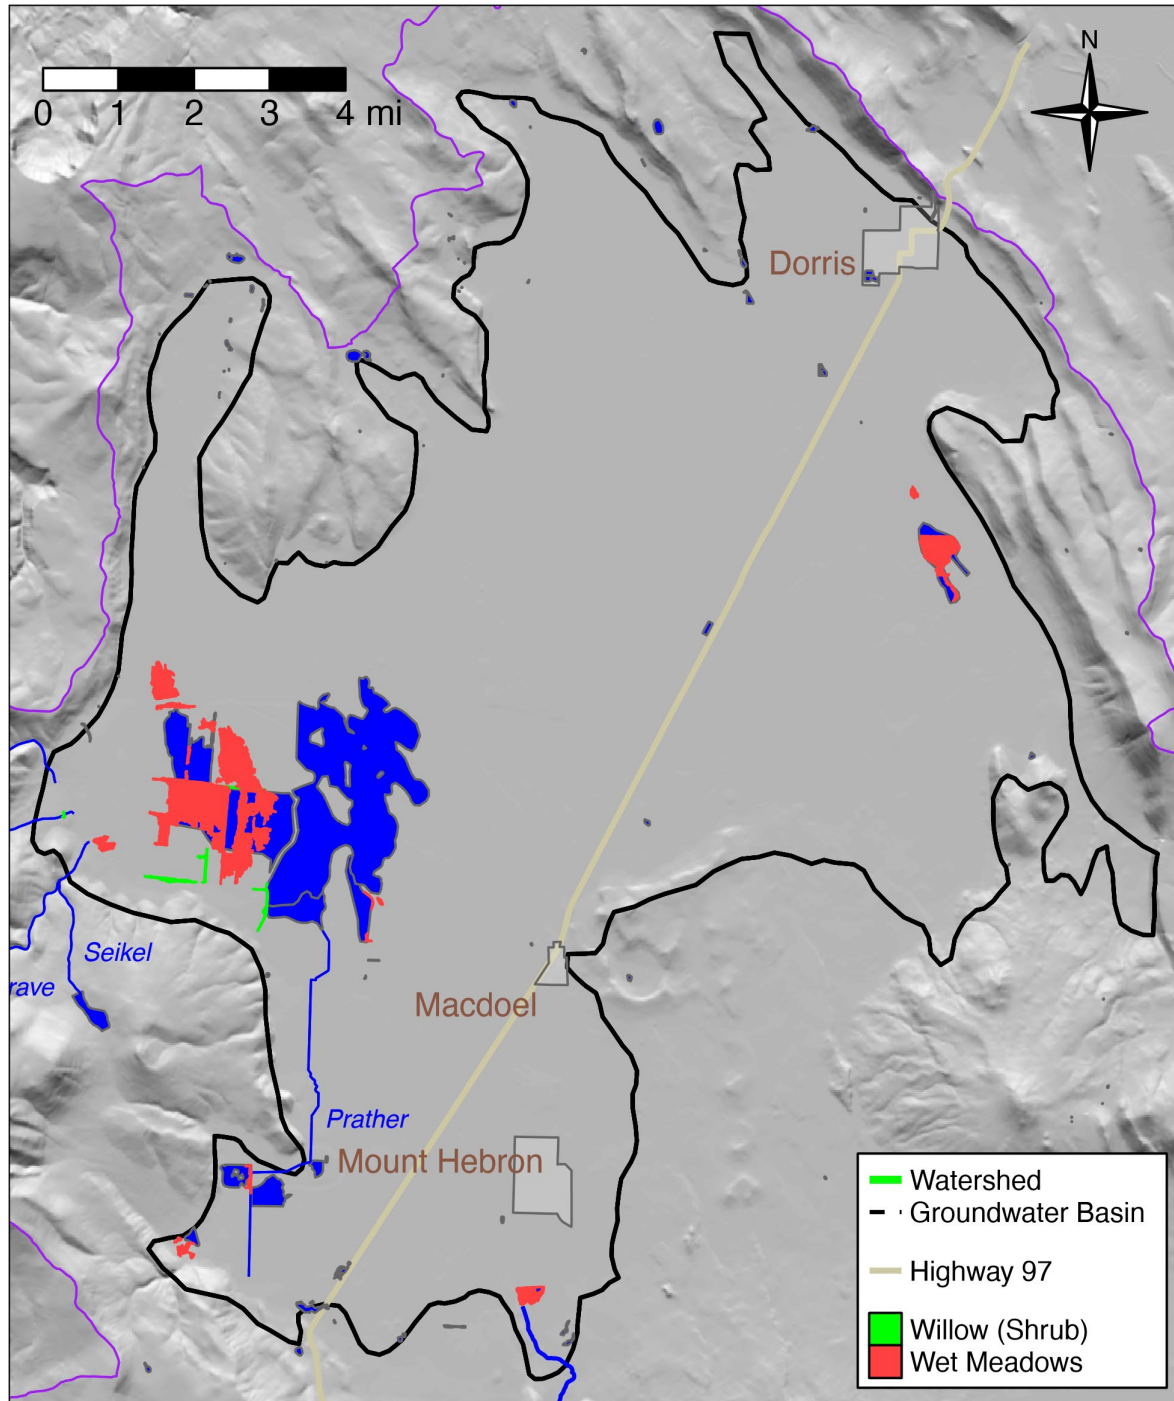 N
0 1 2 3 4 mi
Dorris
Seikel
rave
Macdoel
Prather
Mount Hebron
Watershed
Groundwater Basin
Highway 97
Willow (Shrub)
Wet Meadows